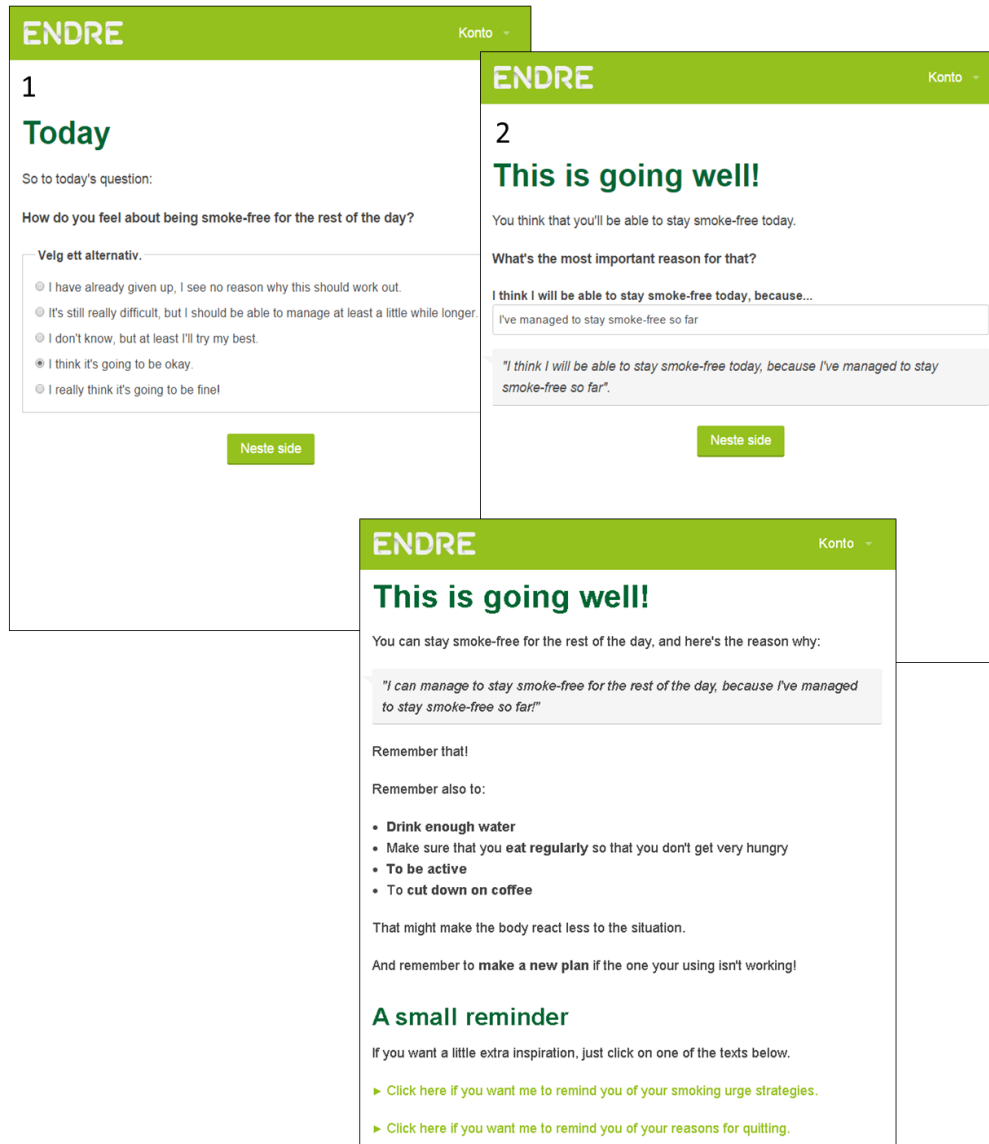 ENDRE
Konto
1
Today
So to today's question:
How do you feel about being smoke-free for the rest of the day?
Velg ett alternativ.
I have already given up, I see no reason why this should work out.
It's still really difficult, but I should be able to manage at least a little while longer.
I don't know, but at least I'll try my best.
I think it's going to be okay.
I really think it's going to be fine!
Neste side
ENDRE
Konto
2
This is going well!
You think that you'll be able to stay smoke-free today.
What's the most important reason for that?
I think I will be able to stay smoke-free today, because...
I've managed to stay smoke-free so far
"I think I will be able to stay smoke-free today, because I've managed to stay
smoke-free so far".
Neste side
ENDRE
Konto
This is going well!
You can stay smoke-free for the rest of the day, and here's the reason why:
"I can manage to stay smoke-free for the rest of the day, because I've managed
to stay smoke-free so far!"
Remember that!
Remember also to:
• Drink enough water
• Make sure that you eat regularly so that you don't get very hungry
• To be active
• To cut down on coffee
That might make the body react less to the situation.
And remember to make a new plan if the one your using isn't working!
A small reminder
If you want a little extra inspiration, just click on one of the texts below.
► Click here if you want me to remind you of your smoking urge strategies.
► Click here if you want me to remind you of your reasons for quitting.